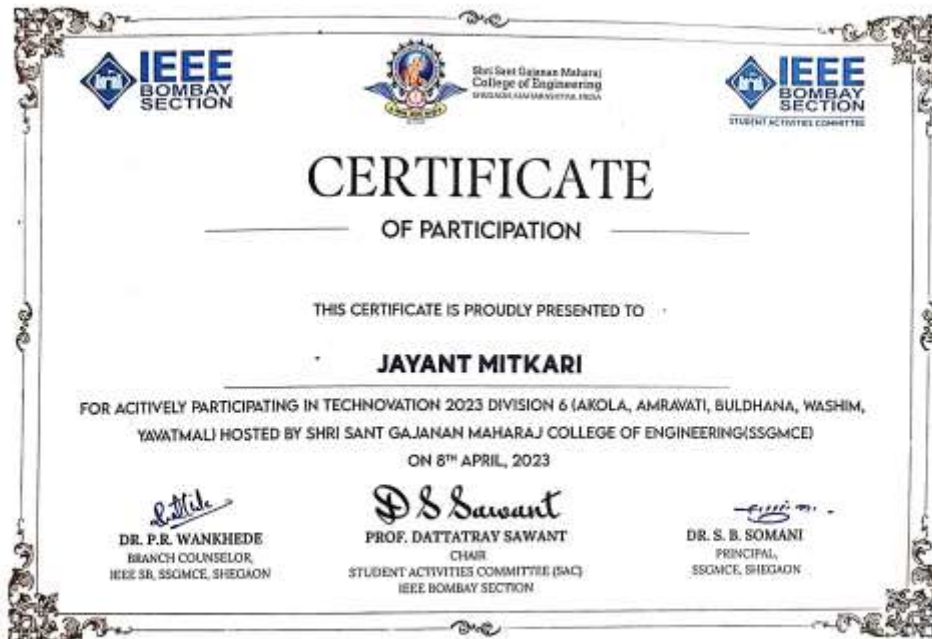 IEEE
BOMBAY
SECTION
Shri Sant Gajanan Maharaj
College of Engineering
SHEGAON, MAHARASHTRA, INDIA
IEEE
BOMBAY
SECTION
STUDENT ACTIVITIES COMMITTEE
CERTIFICATE
OF PARTICIPATION
THIS CERTIFICATE IS PROUDLY PRESENTED TO
JAYANT MITKARI
FOR ACITIVELY PARTICIPATING IN TECHNOVATION 2023 DIVISION 6 (AKOLA, AMRAVATI, BULDHANA, WASHIM,
YAVATMAL) HOSTED BY SHRI SANT GAJANAN MAHARAJ COLLEGE OF ENGINEERING(SSGMCE)
ON 8TH APRIL, 2023
D S Sawant
DR. P.R. WANKHEDE
BRANCH COUNSELOR,
IEEE SB, SSGMCE, SHEGAON
PROF. DATTATRAY SAWANT
CHAIR
STUDENT ACTIVITIES COMMITTEE (SAC)
IEEE BOMBAY SECTION
DR. S. B. SOMANI
PRINCIPAL,
SSGMCE, SHEGAON